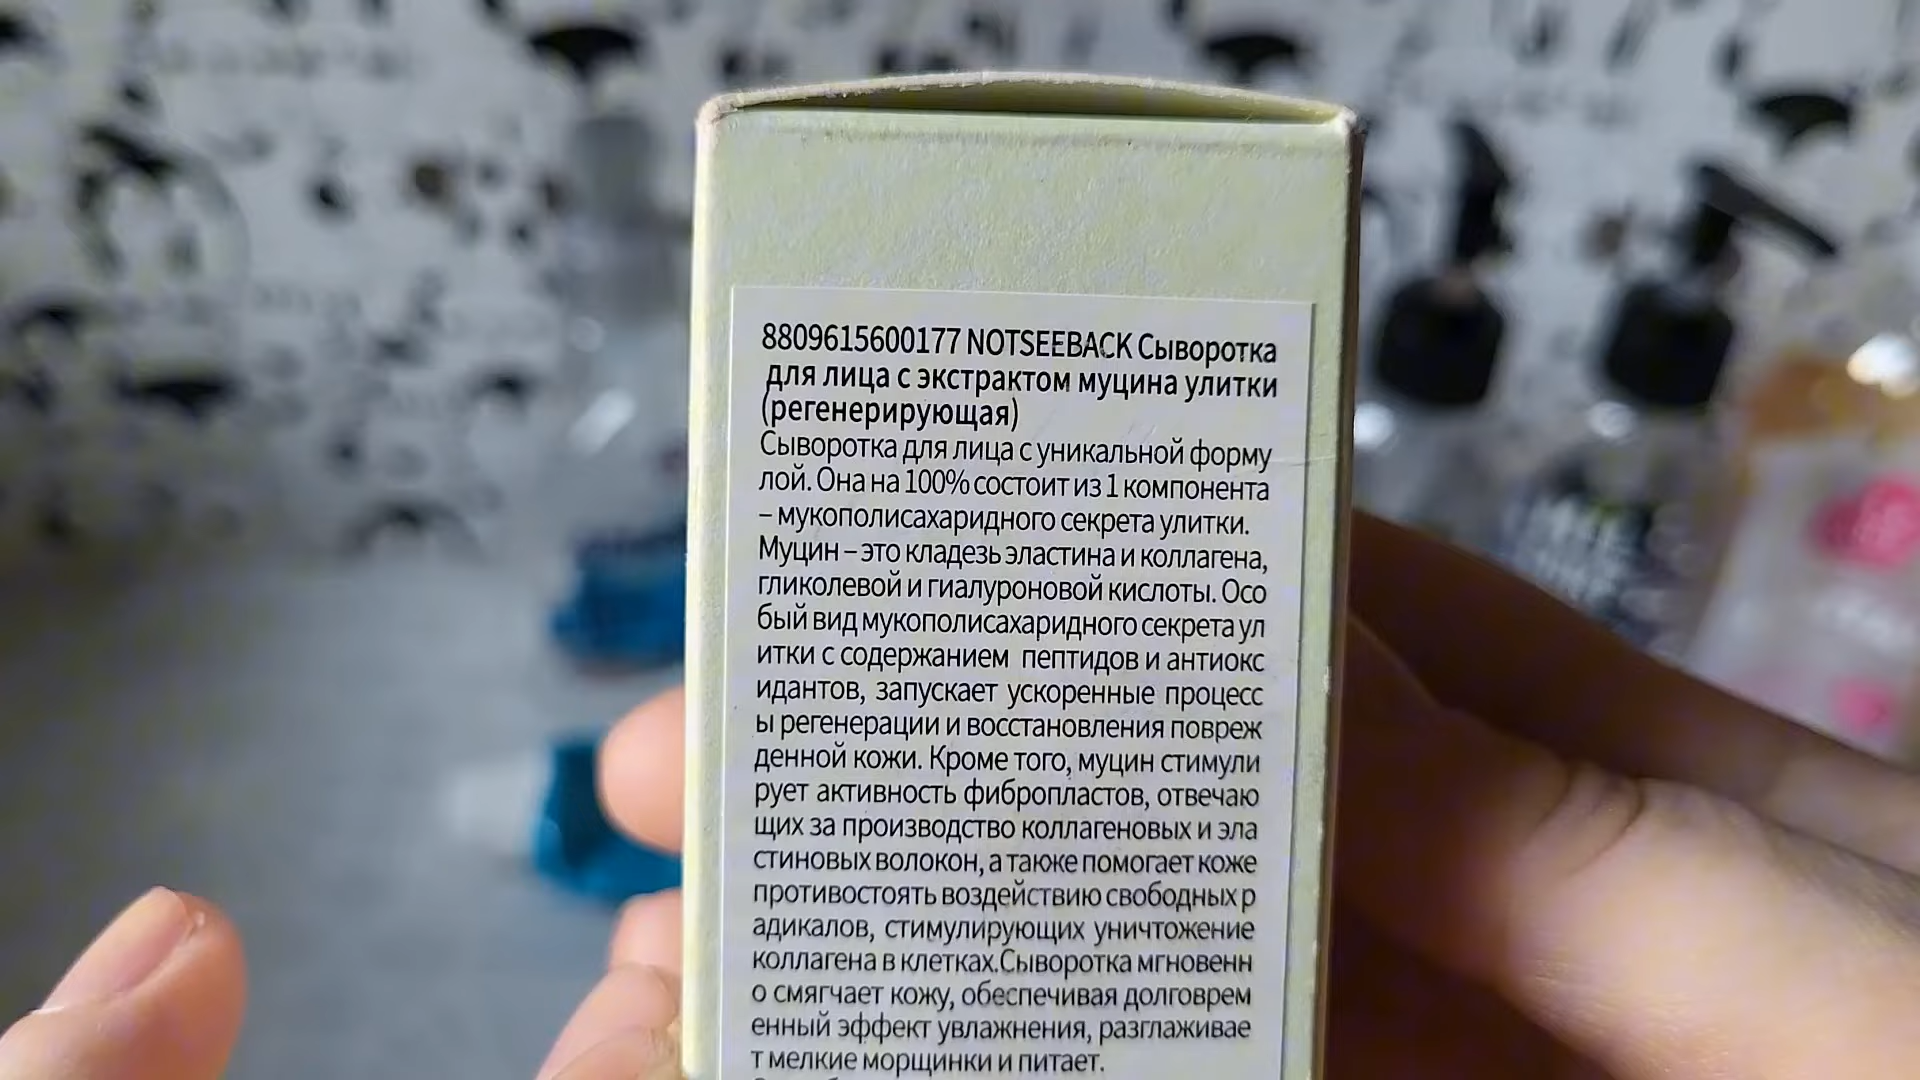 8809615600177 NOTSEEBACK Сыворотка
для лица с экстрактом муцина улитки
(регенерирующая)
Сыворотка для лица с уникальной форму
лой. Она на 100% состоит из 1 компонента
– мукополисахаридного секрета улитки.
Муцин – это кладезь эластина и коллагена,
гликолевой и гиалуроновой кислоты. Осо
бый вид мукополисахаридного секрета ул
итки с содержанием пептидов и антиокс
идантов, запускает ускоренные процесс
ы регенерации и восстановления повреж
денной кожи. Кроме того, муцин стимули
рует активность фибропластов, отвечаю
щих за производство коллагеновых и эла
стиновых волокон, а также помогает коже
противостоять воздействию свободных р
адикалов, стимулирующих уничтожение
коллагена в клетках.Сыворотка мгновенн
о смягчает кожу, обеспечивая долговрем
енный эффект увлажнения, разглаживае
т мелкие морщинки и питает.